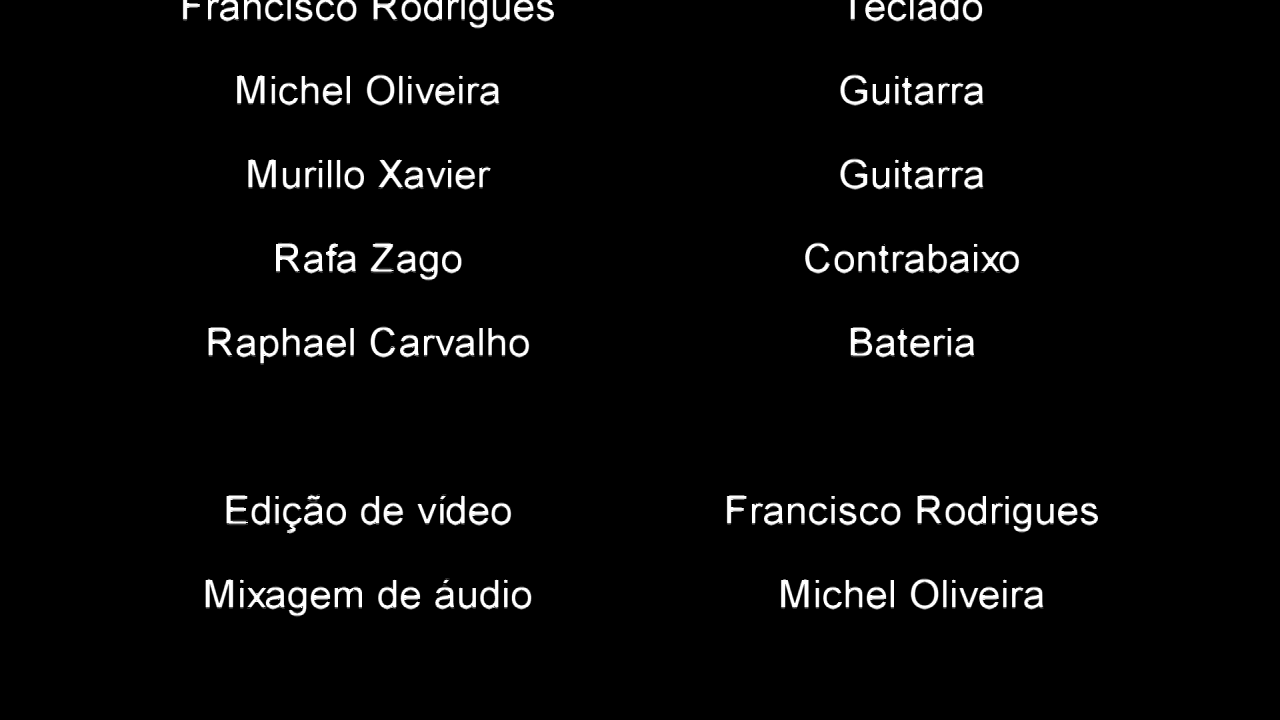 Francisco Rodrigues Teclado
Michel Oliveira Guitarra
Murillo Xavier Guitarra
Rafa Zago Contrabaixo
Raphael Carvalho Bateria
Edição de vídeo Francisco Rodrigues
Mixagem de áudio Michel Oliveira